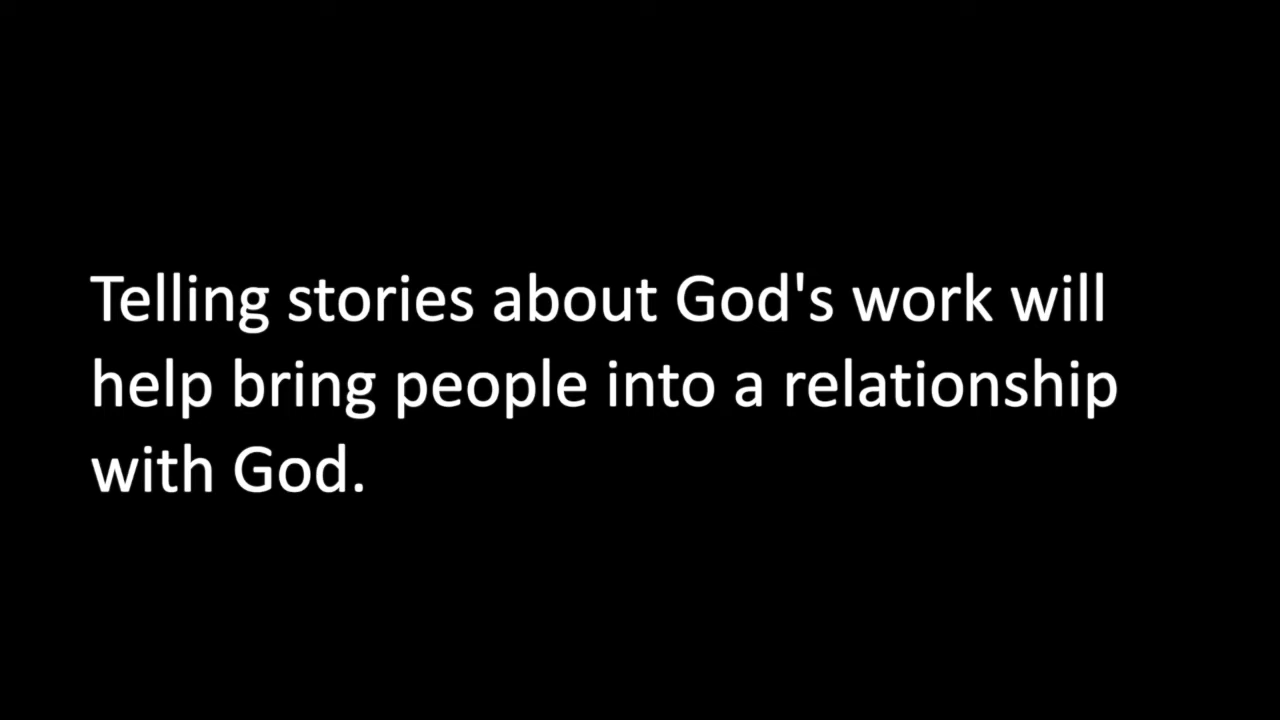 Telling stories about God's work will
help bring people into a relationship
with God.